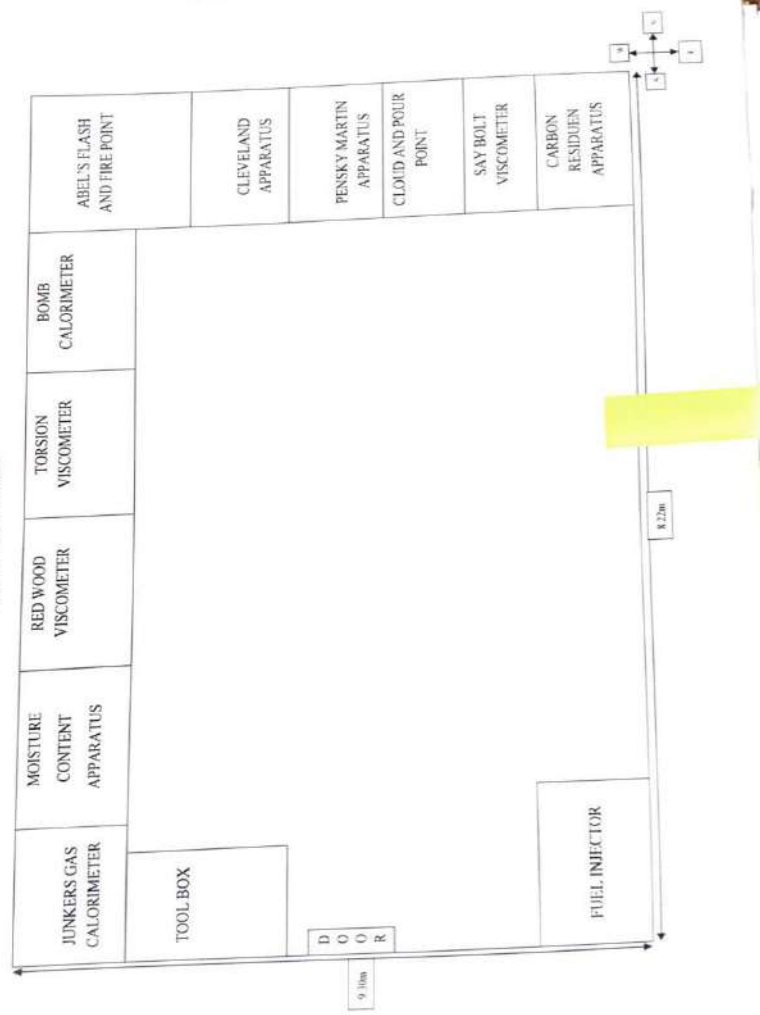 JUNKERS GAS
CALORIMETER
MOISTURE
CONTENT
APPARATUS
RED WOOD
VISCOMETER
TORSION
VISCOMETER
BOMB
CALORIMETER
ABEL'S FLASH
AND FIRE POINT
CLEVELAND
APPARATUS
PENSKY MARTIN
APPARATUS
CLOUD AND POUR
POINT
SAY BOLT
VISCOMETER
CARBON
RESIDUEN
APPARATUS
TOOL BOX
D
O
O
R
FUEL INJECTOR
9.30m
8.22m